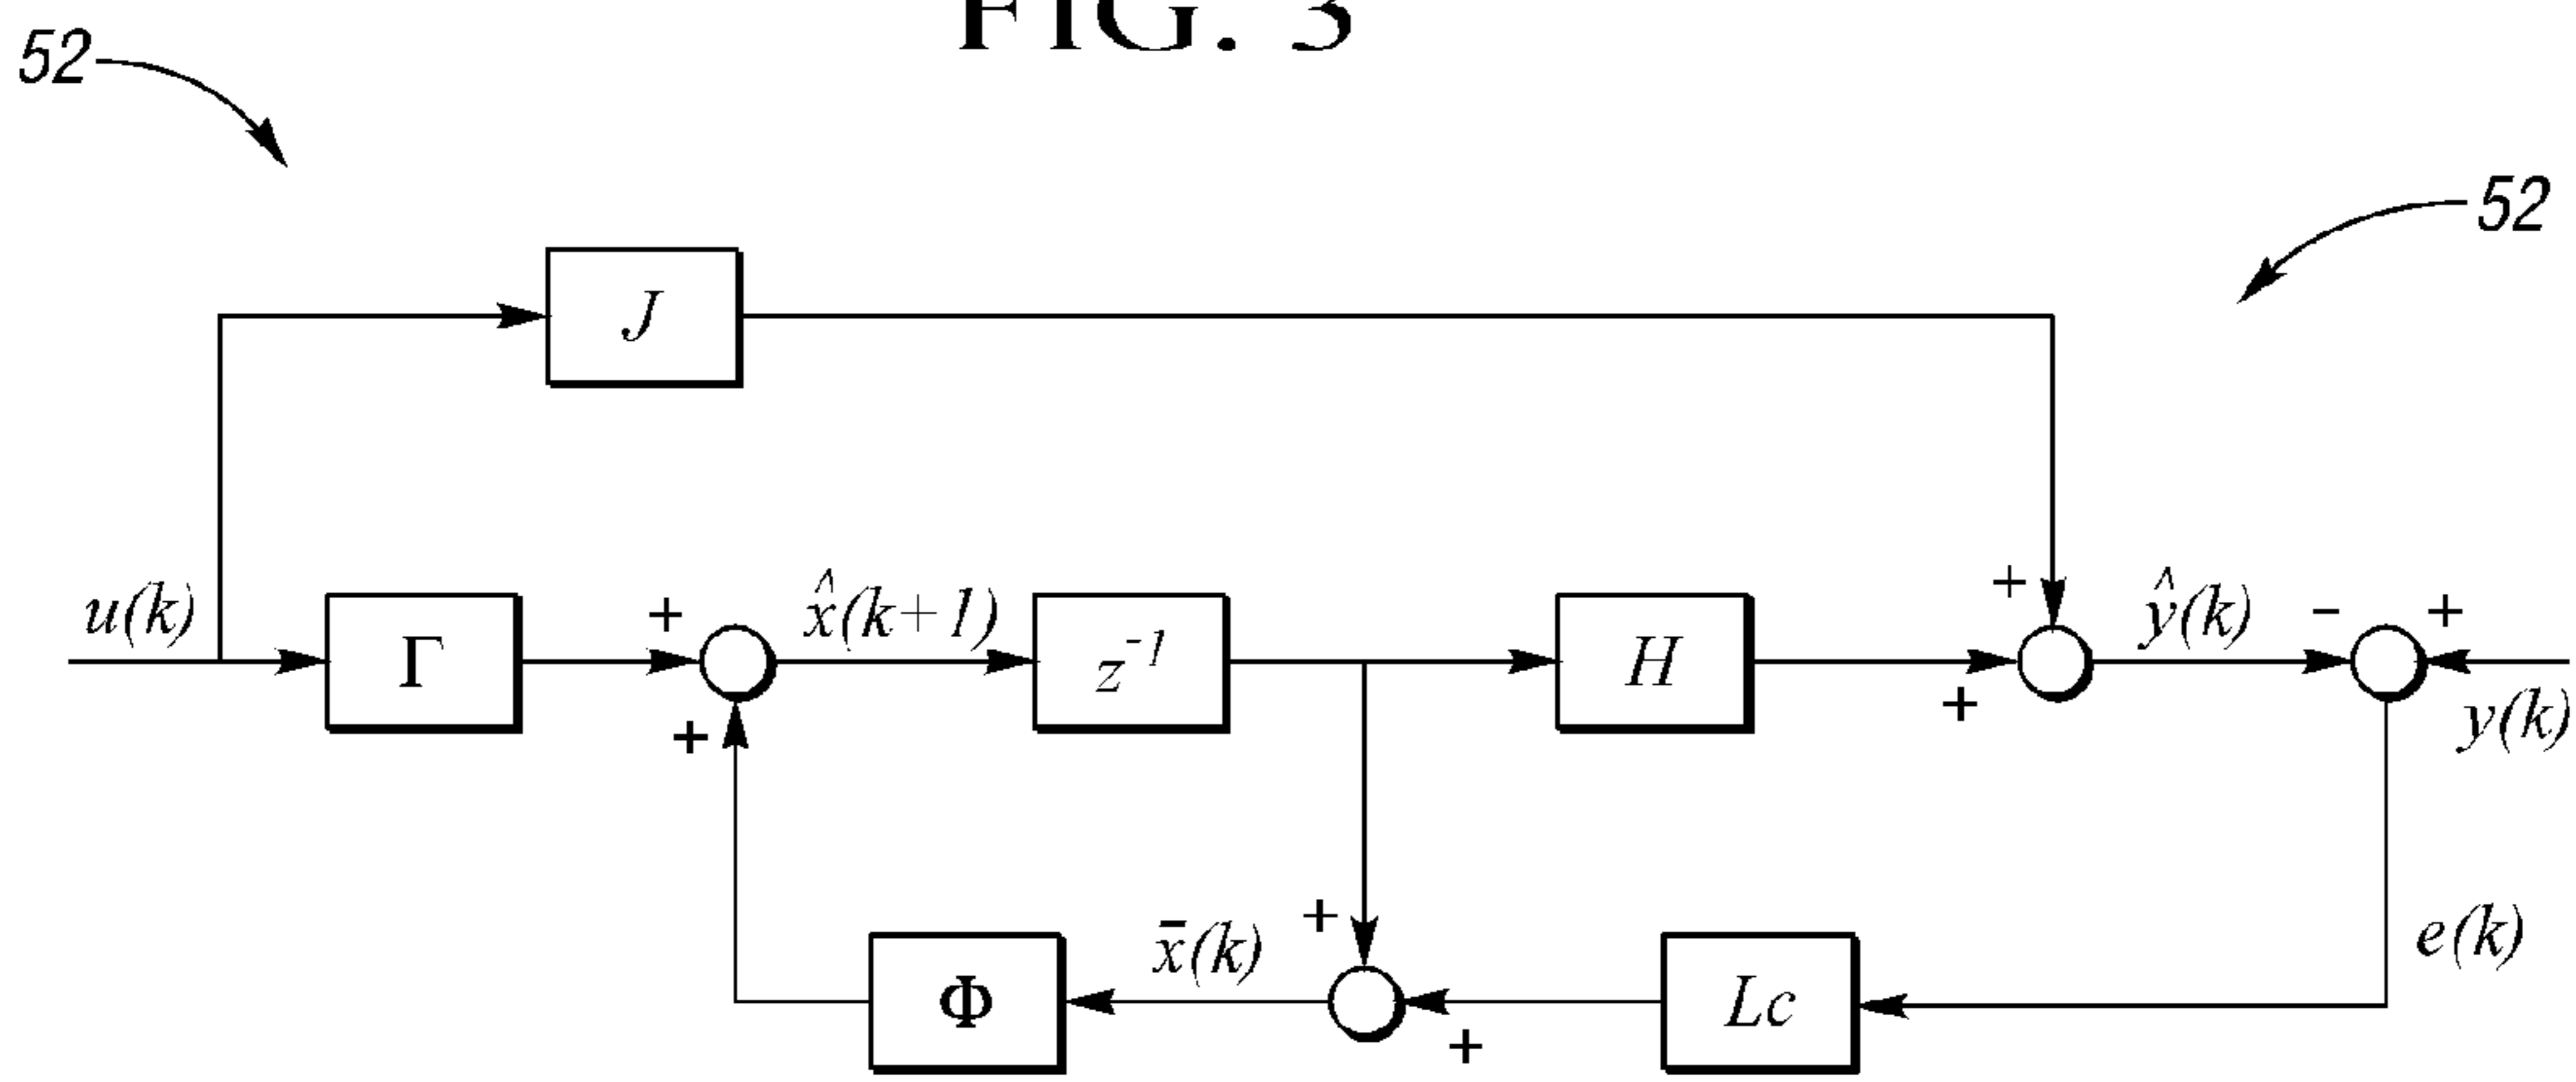 FIG. 3
52
52
J
u(k)
Γ
+
+
x̂(k+1)
z⁻¹
H
+
+
ŷ(k)
-
+
y(k)
Φ
x̄(k)
+
+
Lc
e(k)